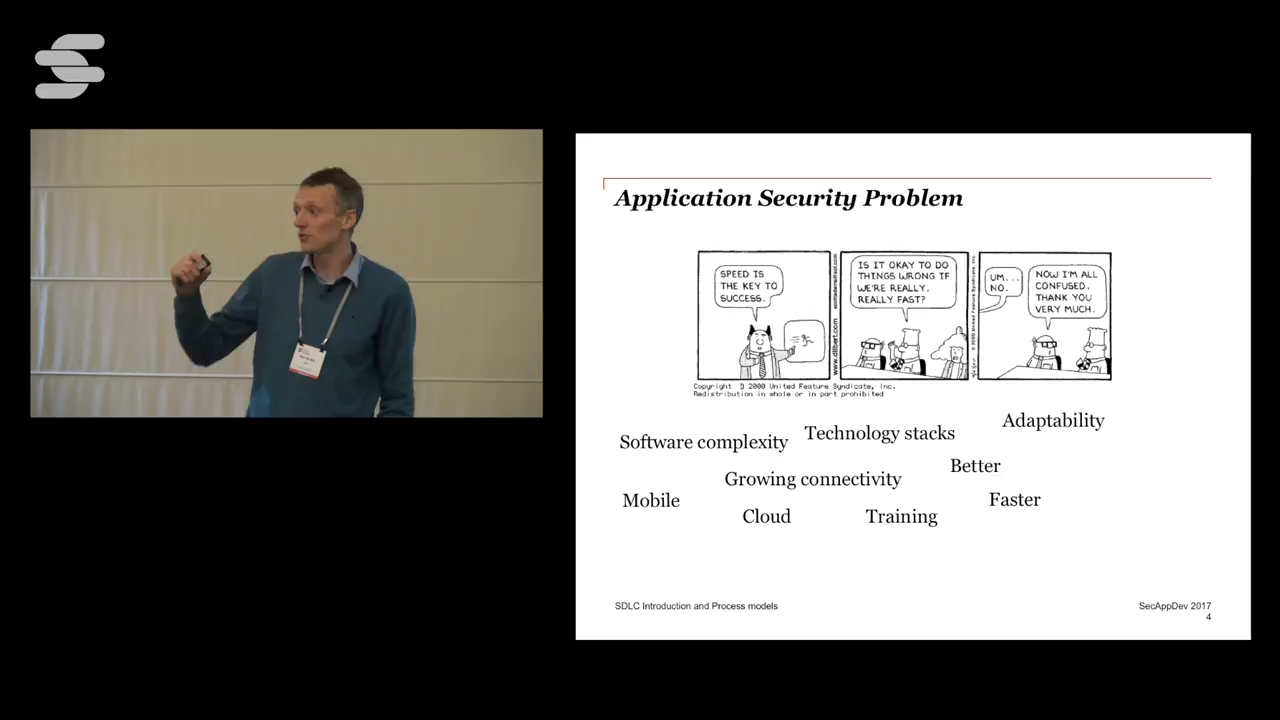 Application Security Problem
SPEED IS
THE KEY TO
SUCCESS.
www.dilbert.com
IS IT OKAY TO DO
THINGS WRONG IF
WE'RE REALLY,
REALLY FAST?
UM...
NO.
NOW I'M ALL
CONFUSED.
THANK YOU
VERY MUCH.
Copyright © 2000 United Feature Syndicate, Inc.
Redistribution in whole or in part prohibited
Adaptability
Technology stacks
Software complexity
Better
Growing connectivity
Mobile
Faster
Cloud
Training
SDLC Introduction and Process models
SecAppDev 2017
4